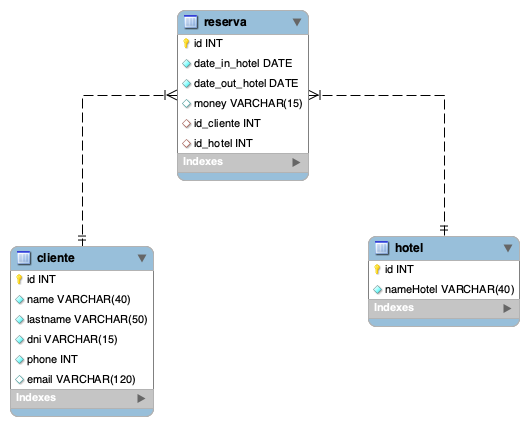 reserva
id INT
date_in_hotel DATE
date_out_hotel DATE
money VARCHAR(15)
id_cliente INT
id_hotel INT
Indexes
cliente
id INT
name VARCHAR(40)
lastname VARCHAR(50)
dni VARCHAR(15)
phone INT
email VARCHAR(120)
Indexes
hotel
id INT
nameHotel VARCHAR(40)
Indexes